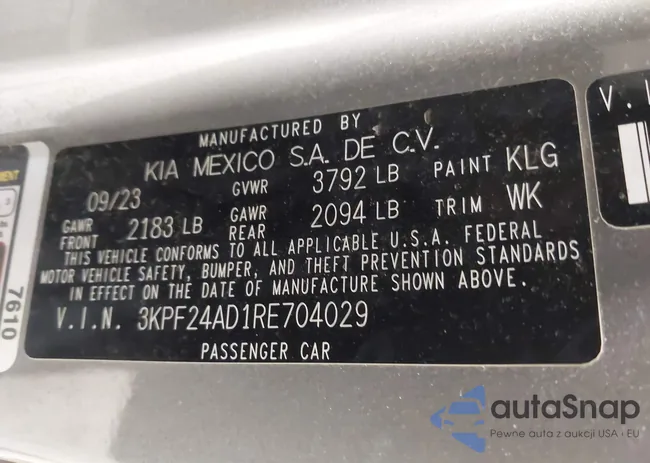 MANUFACTURED BY
KIA MEXICO S.A. DE C.V.
09/23 GVWR 3792 LB PAINT KLG
GAWR FRONT 2183 LB GAWR REAR 2094 LB TRIM WK
THIS VEHICLE CONFORMS TO ALL APPLICABLE U.S.A. FEDERAL
MOTOR VEHICLE SAFETY, BUMPER, AND THEFT PREVENTION STANDARDS
IN EFFECT ON THE DATE OF MANUFACTURE SHOWN ABOVE.
V.I.N. 3KPF24AD1RE704029
PASSENGER CAR
7610
V.I
autaSnap
Pewne auta z aukcji USA - EU